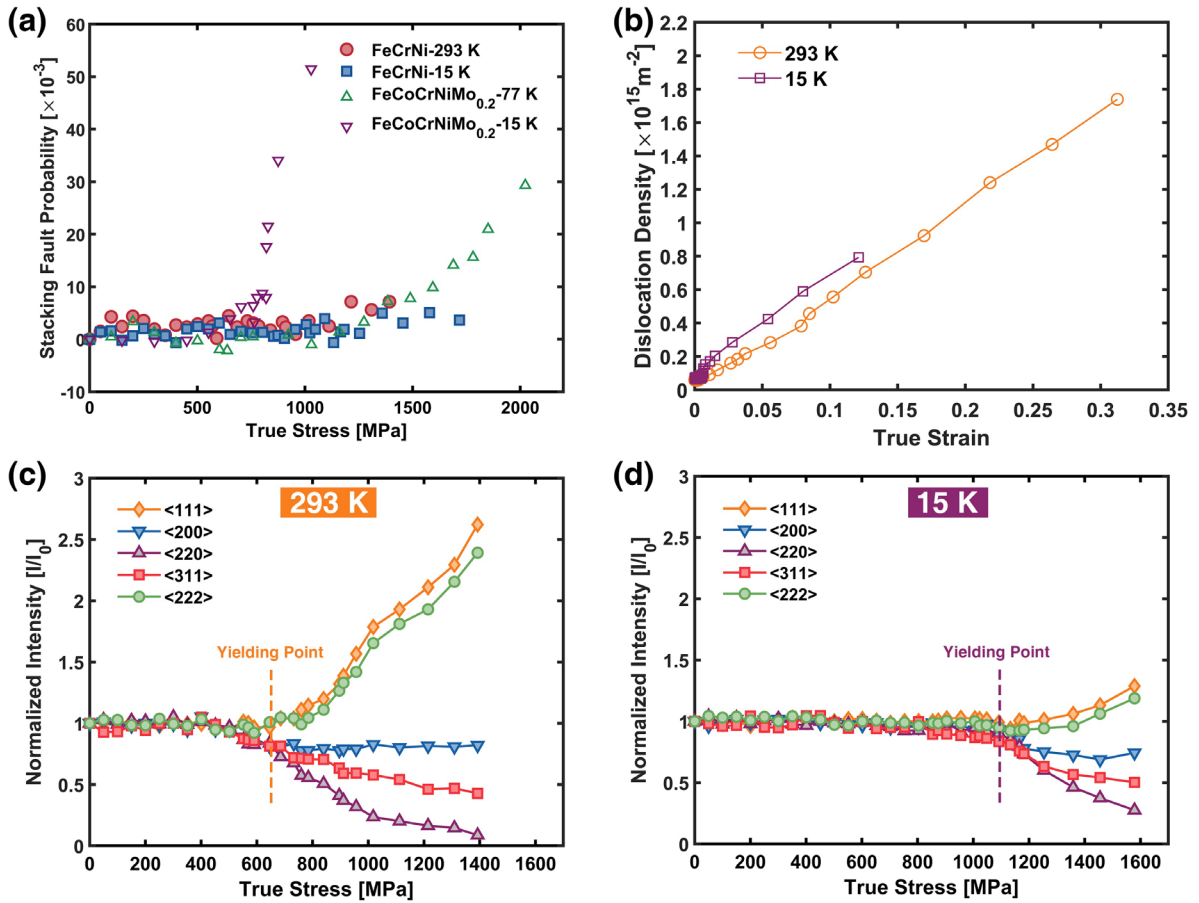 (a)
Stacking Fault Probability [×10⁻³]
60
50
40
30
20
10
0
-10
FeCrNi-293 K
FeCrNi-15 K
FeCoCrNiMo₀.₂-77 K
FeCoCrNiMo₀.₂-15 K
0 500 1000 1500 2000
True Stress [MPa]
(b)
Dislocation Density [×10¹⁵m⁻²]
2.2
2
1.8
1.6
1.4
1.2
1
0.8
0.6
0.4
0.2
0
293 K
15 K
0 0.05 0.1 0.15 0.2 0.25 0.3 0.35
True Strain
(c)
Normalized Intensity [I/I₀]
3
2.5
2
1.5
1
0.5
0
293 K
<111>
<200>
<220>
<311>
<222>
Yielding Point
0 200 400 600 800 1000 1200 1400 1600
True Stress [MPa]
(d)
Normalized Intensity [I/I₀]
3
2.5
2
1.5
1
0.5
0
15 K
<111>
<200>
<220>
<311>
<222>
Yielding Point
0 200 400 600 800 1000 1200 1400 1600
True Stress [MPa]